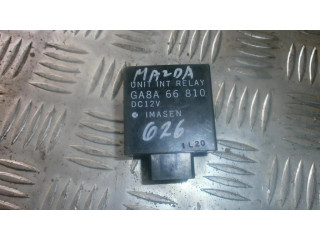 MAZDA
UNIT INT RELAY
GA8A 66 810
DC12V
IMASEN
626
1L20